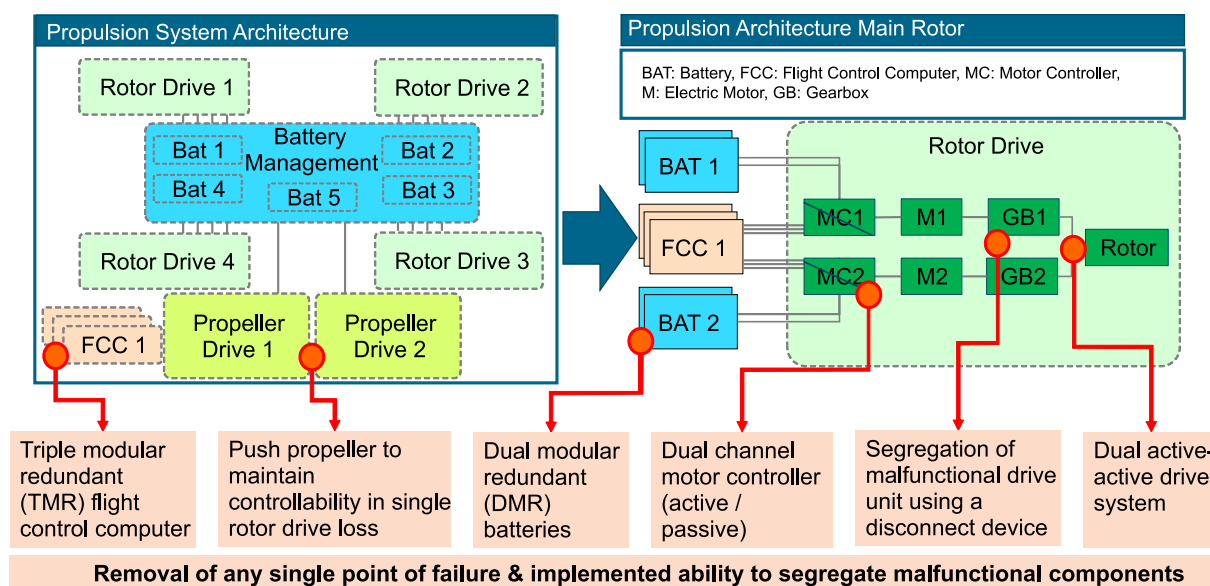 Propulsion System Architecture
Rotor Drive 1
Rotor Drive 2
Battery
Management
Bat 1
Bat 2
Bat 4
Bat 5
Bat 3
Rotor Drive 4
Rotor Drive 3
FCC 1
Propeller
Drive 1
Propeller
Drive 2
Propulsion Architecture Main Rotor
BAT: Battery, FCC: Flight Control Computer, MC: Motor Controller,
M: Electric Motor, GB: Gearbox
Rotor Drive
BAT 1
FCC 1
BAT 2
MC1
M1
GB1
Rotor
MC2
M2
GB2
Triple modular
redundant
(TMR) flight
control computer
Push propeller to
maintain
controllability in single
rotor drive loss
Dual modular
redundant
(DMR)
batteries
Dual channel
motor controller
(active /
passive)
Segregation of
malfunctional drive
unit using a
disconnect device
Dual active-
active drive
system
Removal of any single point of failure & implemented ability to segregate malfunctional components